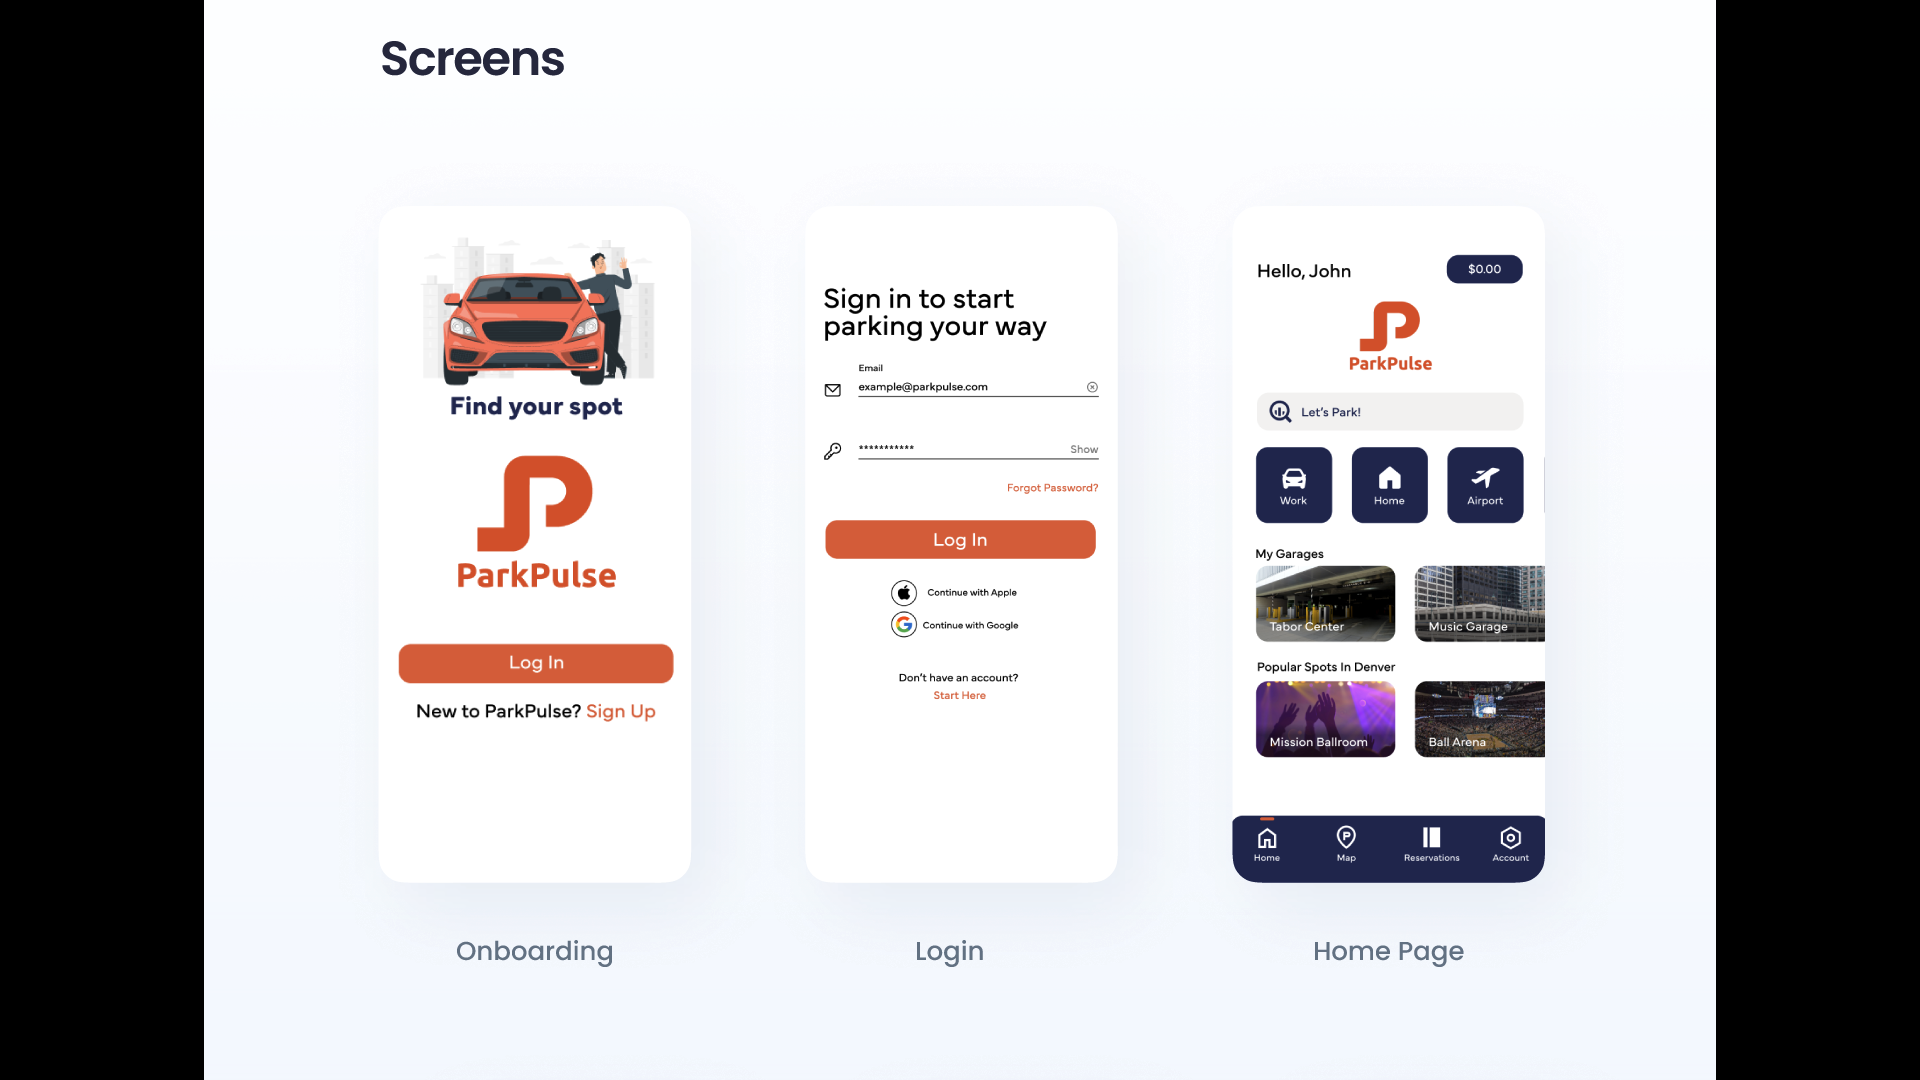 Screens
Find your spot
ParkPulse
Log In
New to ParkPulse? Sign Up
Onboarding
Sign in to start
parking your way
Email
example@parkpulse.com
*********** Show
Forgot Password?
Log In
Continue with Apple
Continue with Google
Don't have an account?
Start Here
Login
Hello, John
$0.00
ParkPulse
Let's Park!
Work
Home
Airport
My Garages
Tabor Center
Music Garage
Popular Spots In Denver
Mission Ballroom
Ball Arena
Home
Map
Reservations
Account
Home Page